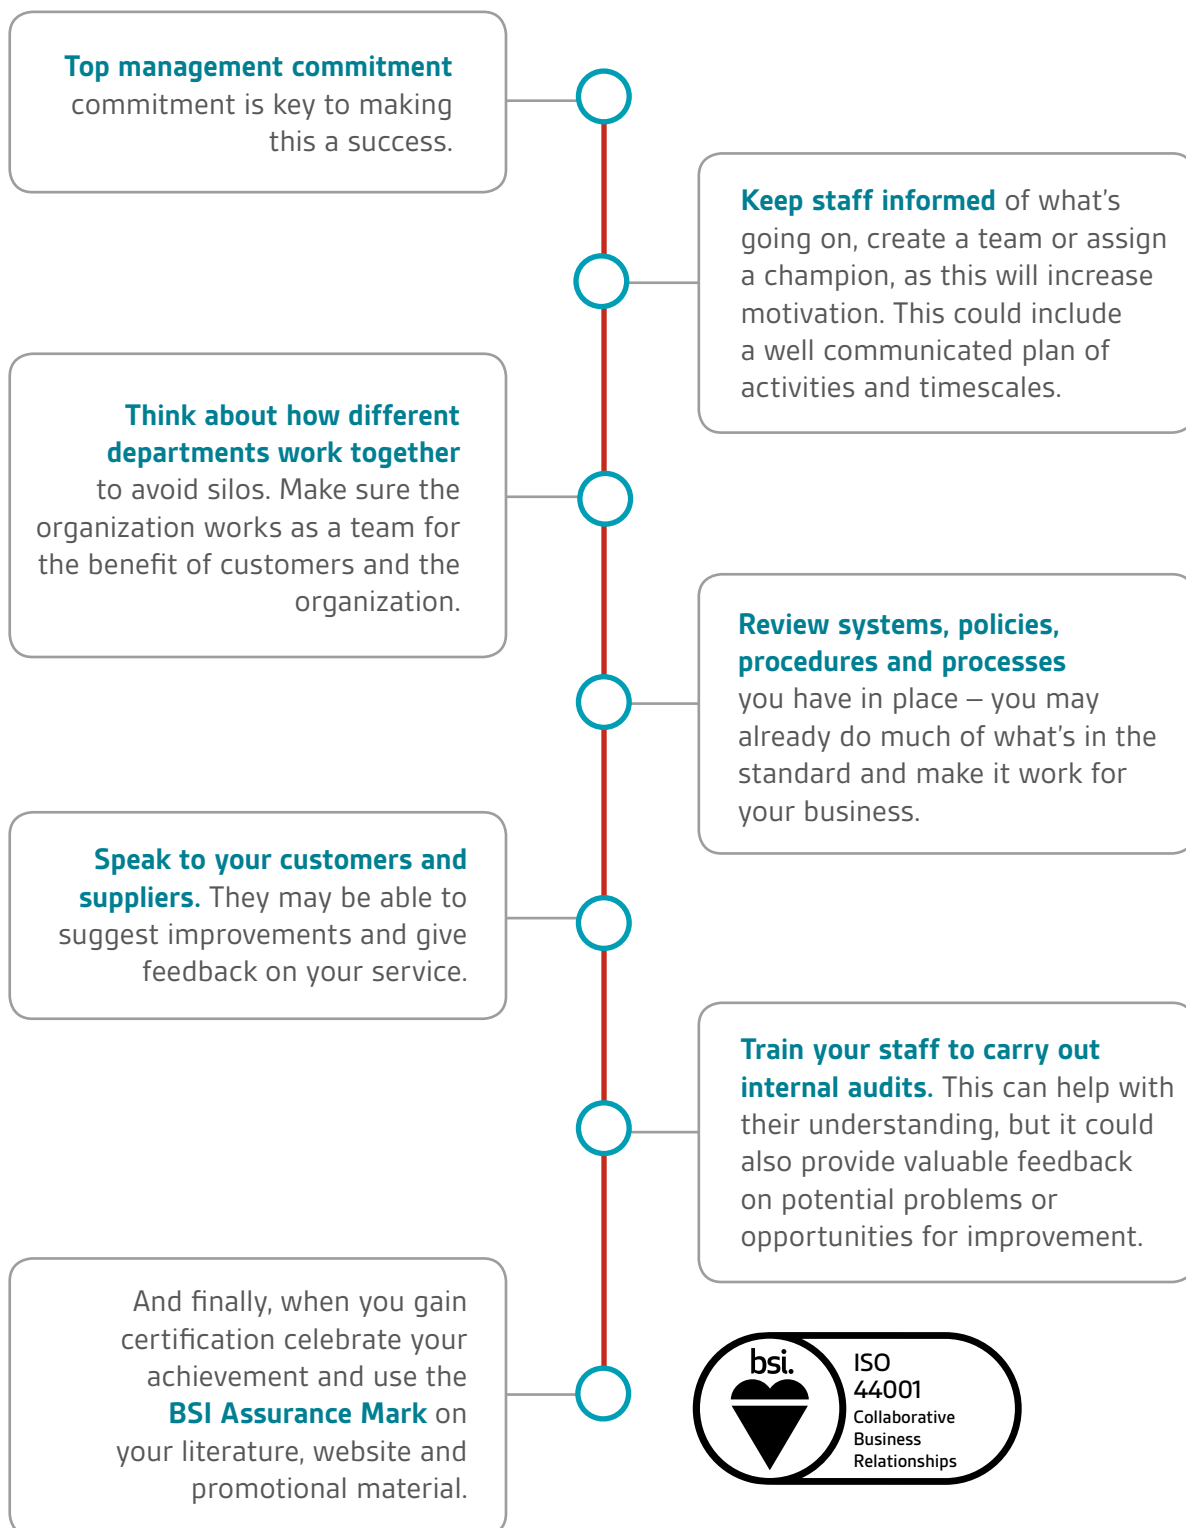 Top management commitment
commitment is key to making
this a success.
Keep staff informed of what’s
going on, create a team or assign
a champion, as this will increase
motivation. This could include
a well communicated plan of
activities and timescales.
Think about how different
departments work together
to avoid silos. Make sure the
organization works as a team for
the benefit of customers and the
organization.
Review systems, policies,
procedures and processes
you have in place – you may
already do much of what’s in the
standard and make it work for
your business.
Speak to your customers and
suppliers. They may be able to
suggest improvements and give
feedback on your service.
Train your staff to carry out
internal audits. This can help with
their understanding, but it could
also provide valuable feedback
on potential problems or
opportunities for improvement.
And finally, when you gain
certification celebrate your
achievement and use the
BSI Assurance Mark on
your literature, website and
promotional material.
bsi.
ISO
44001
Collaborative
Business
Relationships